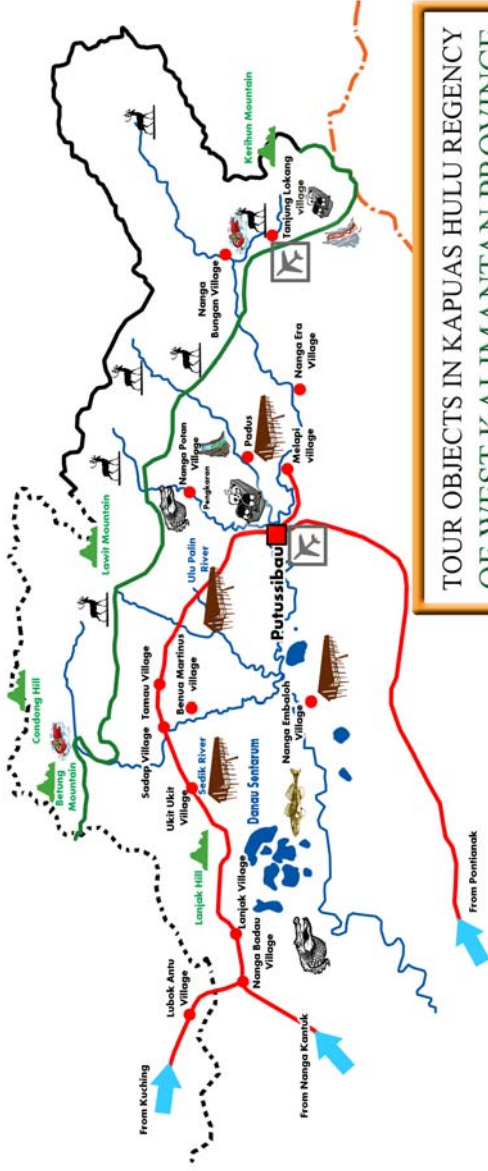 Kerihun Mountain
Tanjung Lokang
village
Nanga
Bungan Village
Nanga Era
Village
Padus
Melapi
village
Nanga Potan
Village
Pengkaran
Lawit Mountain
Ulu Palin
River
Putussibau
Condong Hill
Betung
Mountain
Tamau Village
Benua Martinus
village
Sadap Village
Nanga Embaloh
Village
Ukit Ukit
Village
Sedik River
Danau Sentarum
Lanjak Hill
Lanjak Village
Nanga Badau
Village
Lubok Antu
Village
From Kuching
From Nanga Kantuk
From Pontianak
TOUR OBJECTS IN KAPUAS HULU REGENCY
OF WEST KALIMANTAN PROVINCE